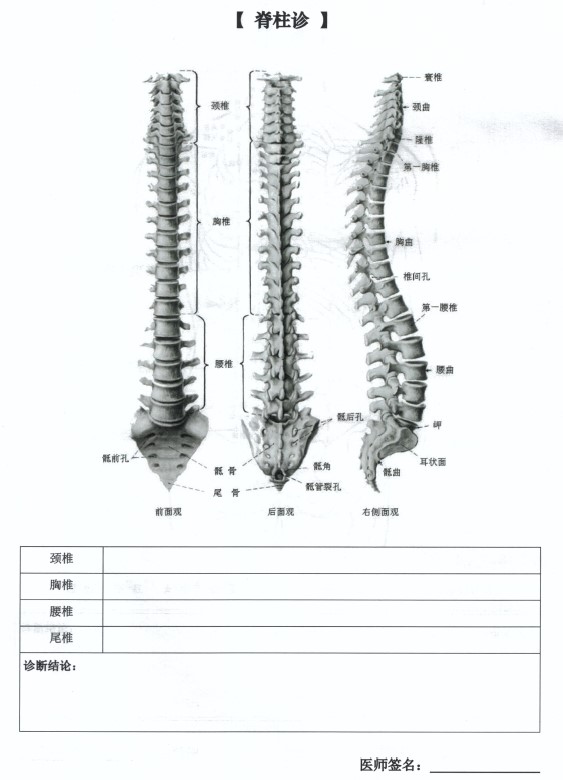 【 脊柱诊 】
寰椎
颈椎
颈曲
隆椎
第一胸椎
胸椎
胸曲
椎间孔
第一腰椎
腰椎
腰曲
骶后孔
岬
骶前孔
骶 骨
骶角
耳状面
骶曲
尾 骨
骶管裂孔
前面观
后面观
右侧面观
颈椎
胸椎
腰椎
尾椎
诊断结论：
医师签名：